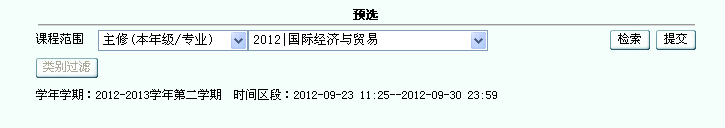 预选
课程范围 主修(本年级/专业) 2012|国际经济与贸易 检索 提交
类别过滤
学年学期：2012-2013学年第二学期 时间区段：2012-09-23 11:25--2012-09-30 23:59